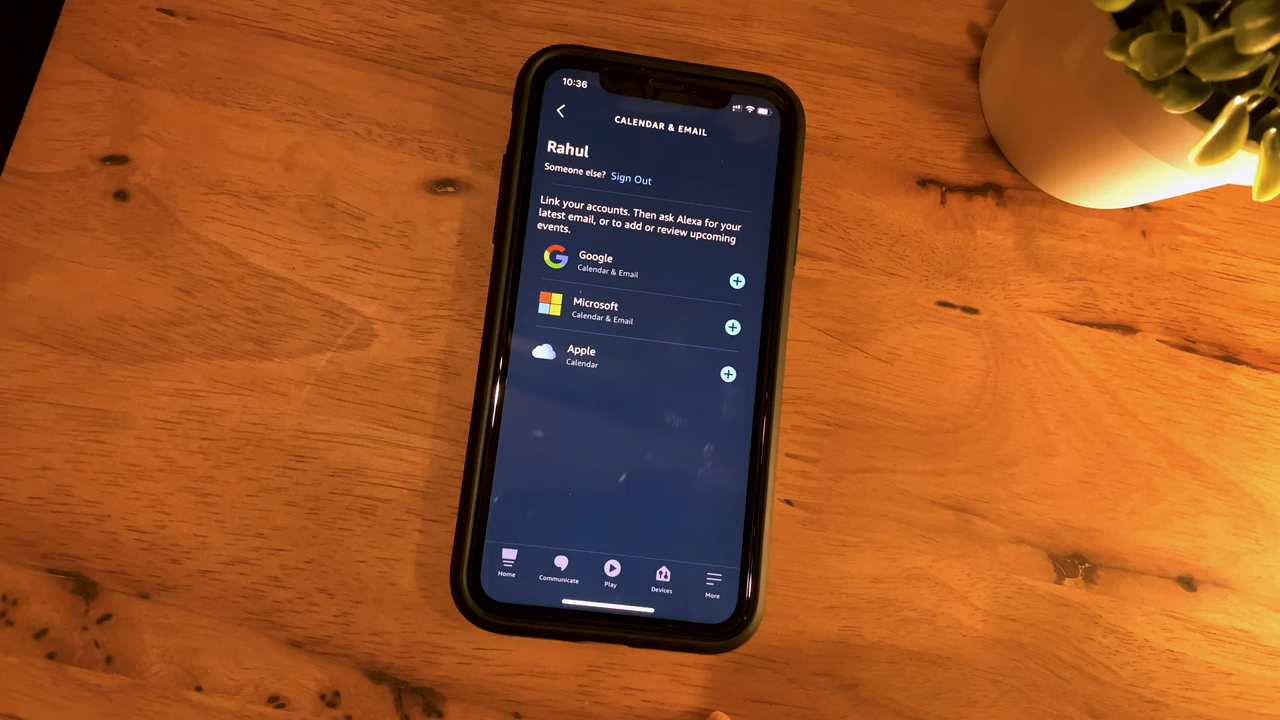 10:36
CALENDAR & EMAIL
Rahul
Someone else? Sign Out
Link your accounts. Then ask Alexa for your
latest email, or to add or review upcoming
events.
Google
Calendar & Email
Microsoft
Calendar & Email
Apple
Calendar
Home
Communicate
Play
Devices
More